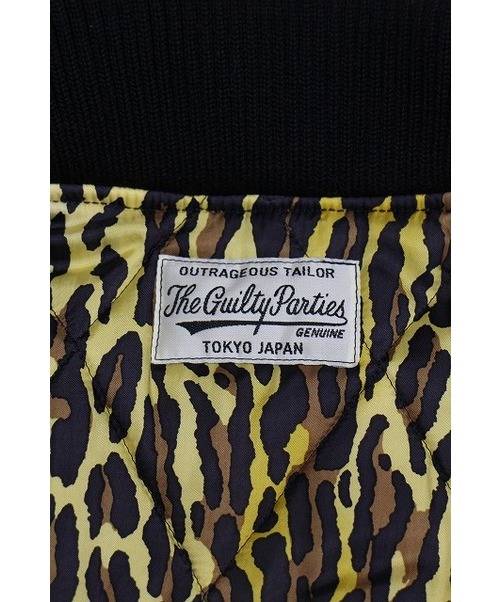 OUTRAGEOUS TAILOR
The Guilty Parties
GENUINE
TOKYO JAPAN